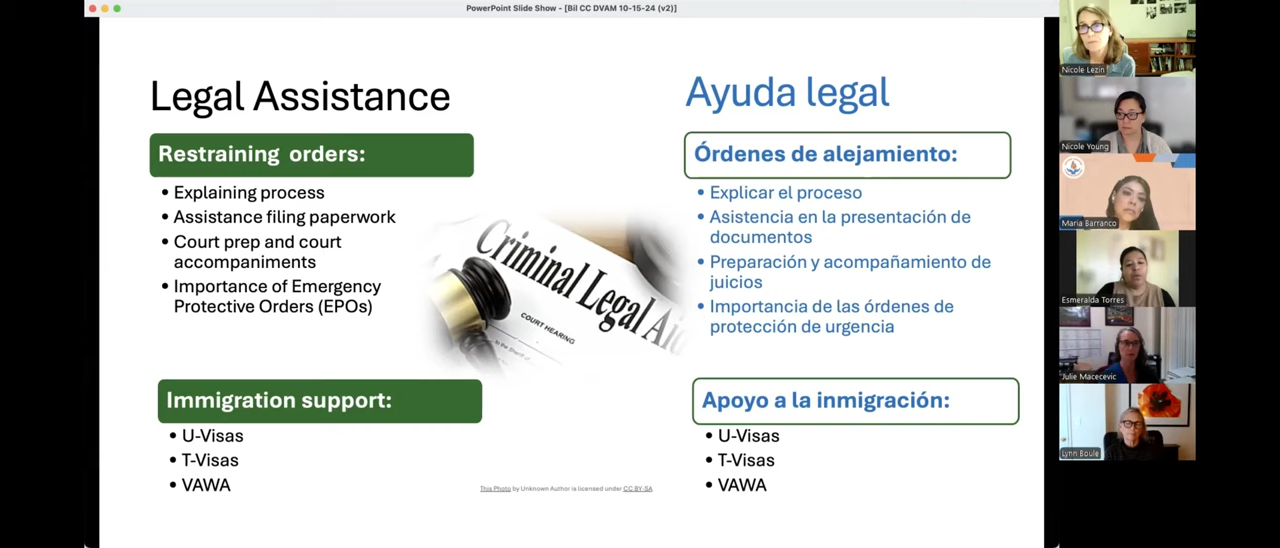 PowerPoint Slide Show - [Bil CC DVAM 10-15-24 (v2)]
Legal Assistance
Restraining orders:
• Explaining process
• Assistance filing paperwork
• Court prep and court
accompaniments
• Importance of Emergency
Protective Orders (EPOs)
Immigration support:
• U-Visas
• T-Visas
• VAWA
Criminal Legal Aid
COURT HEARING
This Photo by Unknown Author is licensed under CC BY-SA
Ayuda legal
Órdenes de alejamiento:
• Explicar el proceso
• Asistencia en la presentación de
documentos
• Preparación y acompañamiento de
juicios
• Importancia de las órdenes de
protección de urgencia
Apoyo a la inmigración:
• U-Visas
• T-Visas
• VAWA
Nicole Lezin
Nicole Young
Maria Barranco
Esmeralda Torres
Julie Macecevic
Lynn Boule